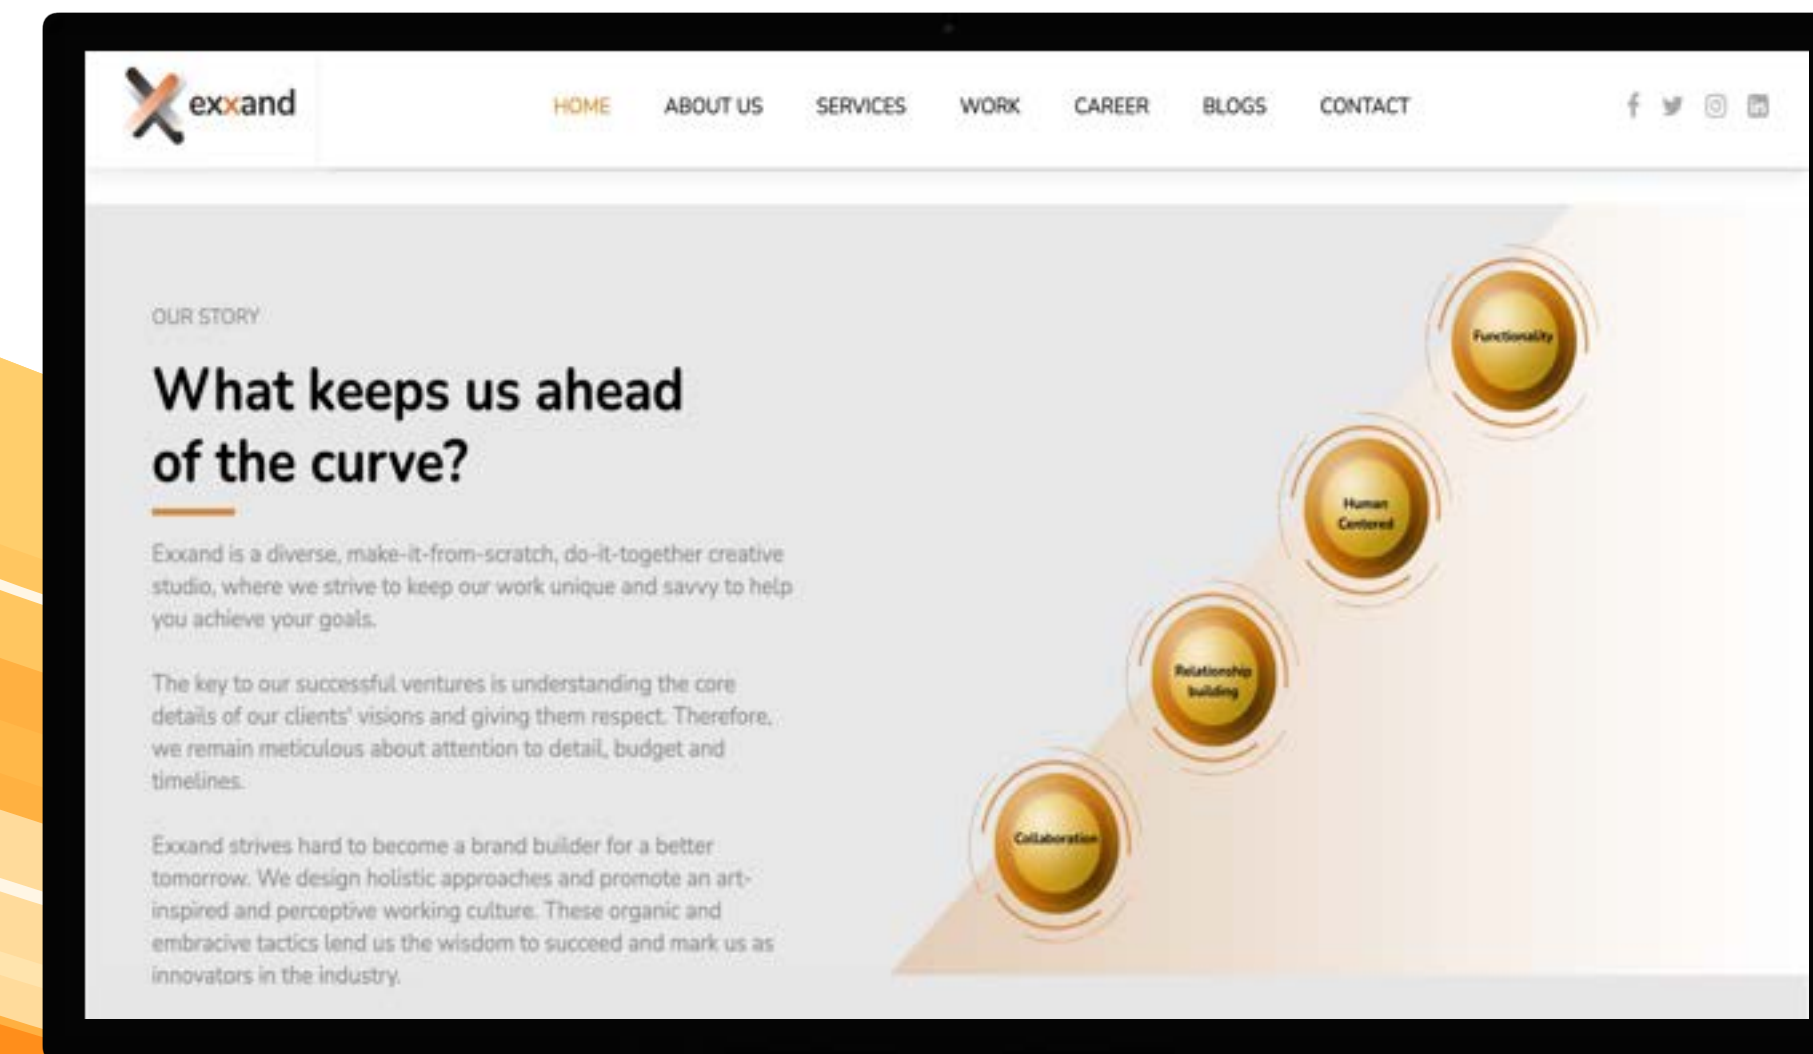 exxand
HOME ABOUT US SERVICES WORK CAREER BLOGS CONTACT
OUR STORY
What keeps us ahead
of the curve?
Exxand is a diverse, make-it-from-scratch, do-it-together creative
studio, where we strive to keep our work unique and savvy to help
you achieve your goals.
The key to our successful ventures is understanding the core
details of our clients' visions and giving them respect. Therefore,
we remain meticulous about attention to detail, budget and
timelines.
Exxand strives hard to become a brand builder for a better
tomorrow. We design holistic approaches and promote an art-
inspired and perceptive working culture. These organic and
embracive tactics lend us the wisdom to succeed and mark us as
innovators in the industry.
Functionality
Human
Centered
Relationship
building
Collaboration